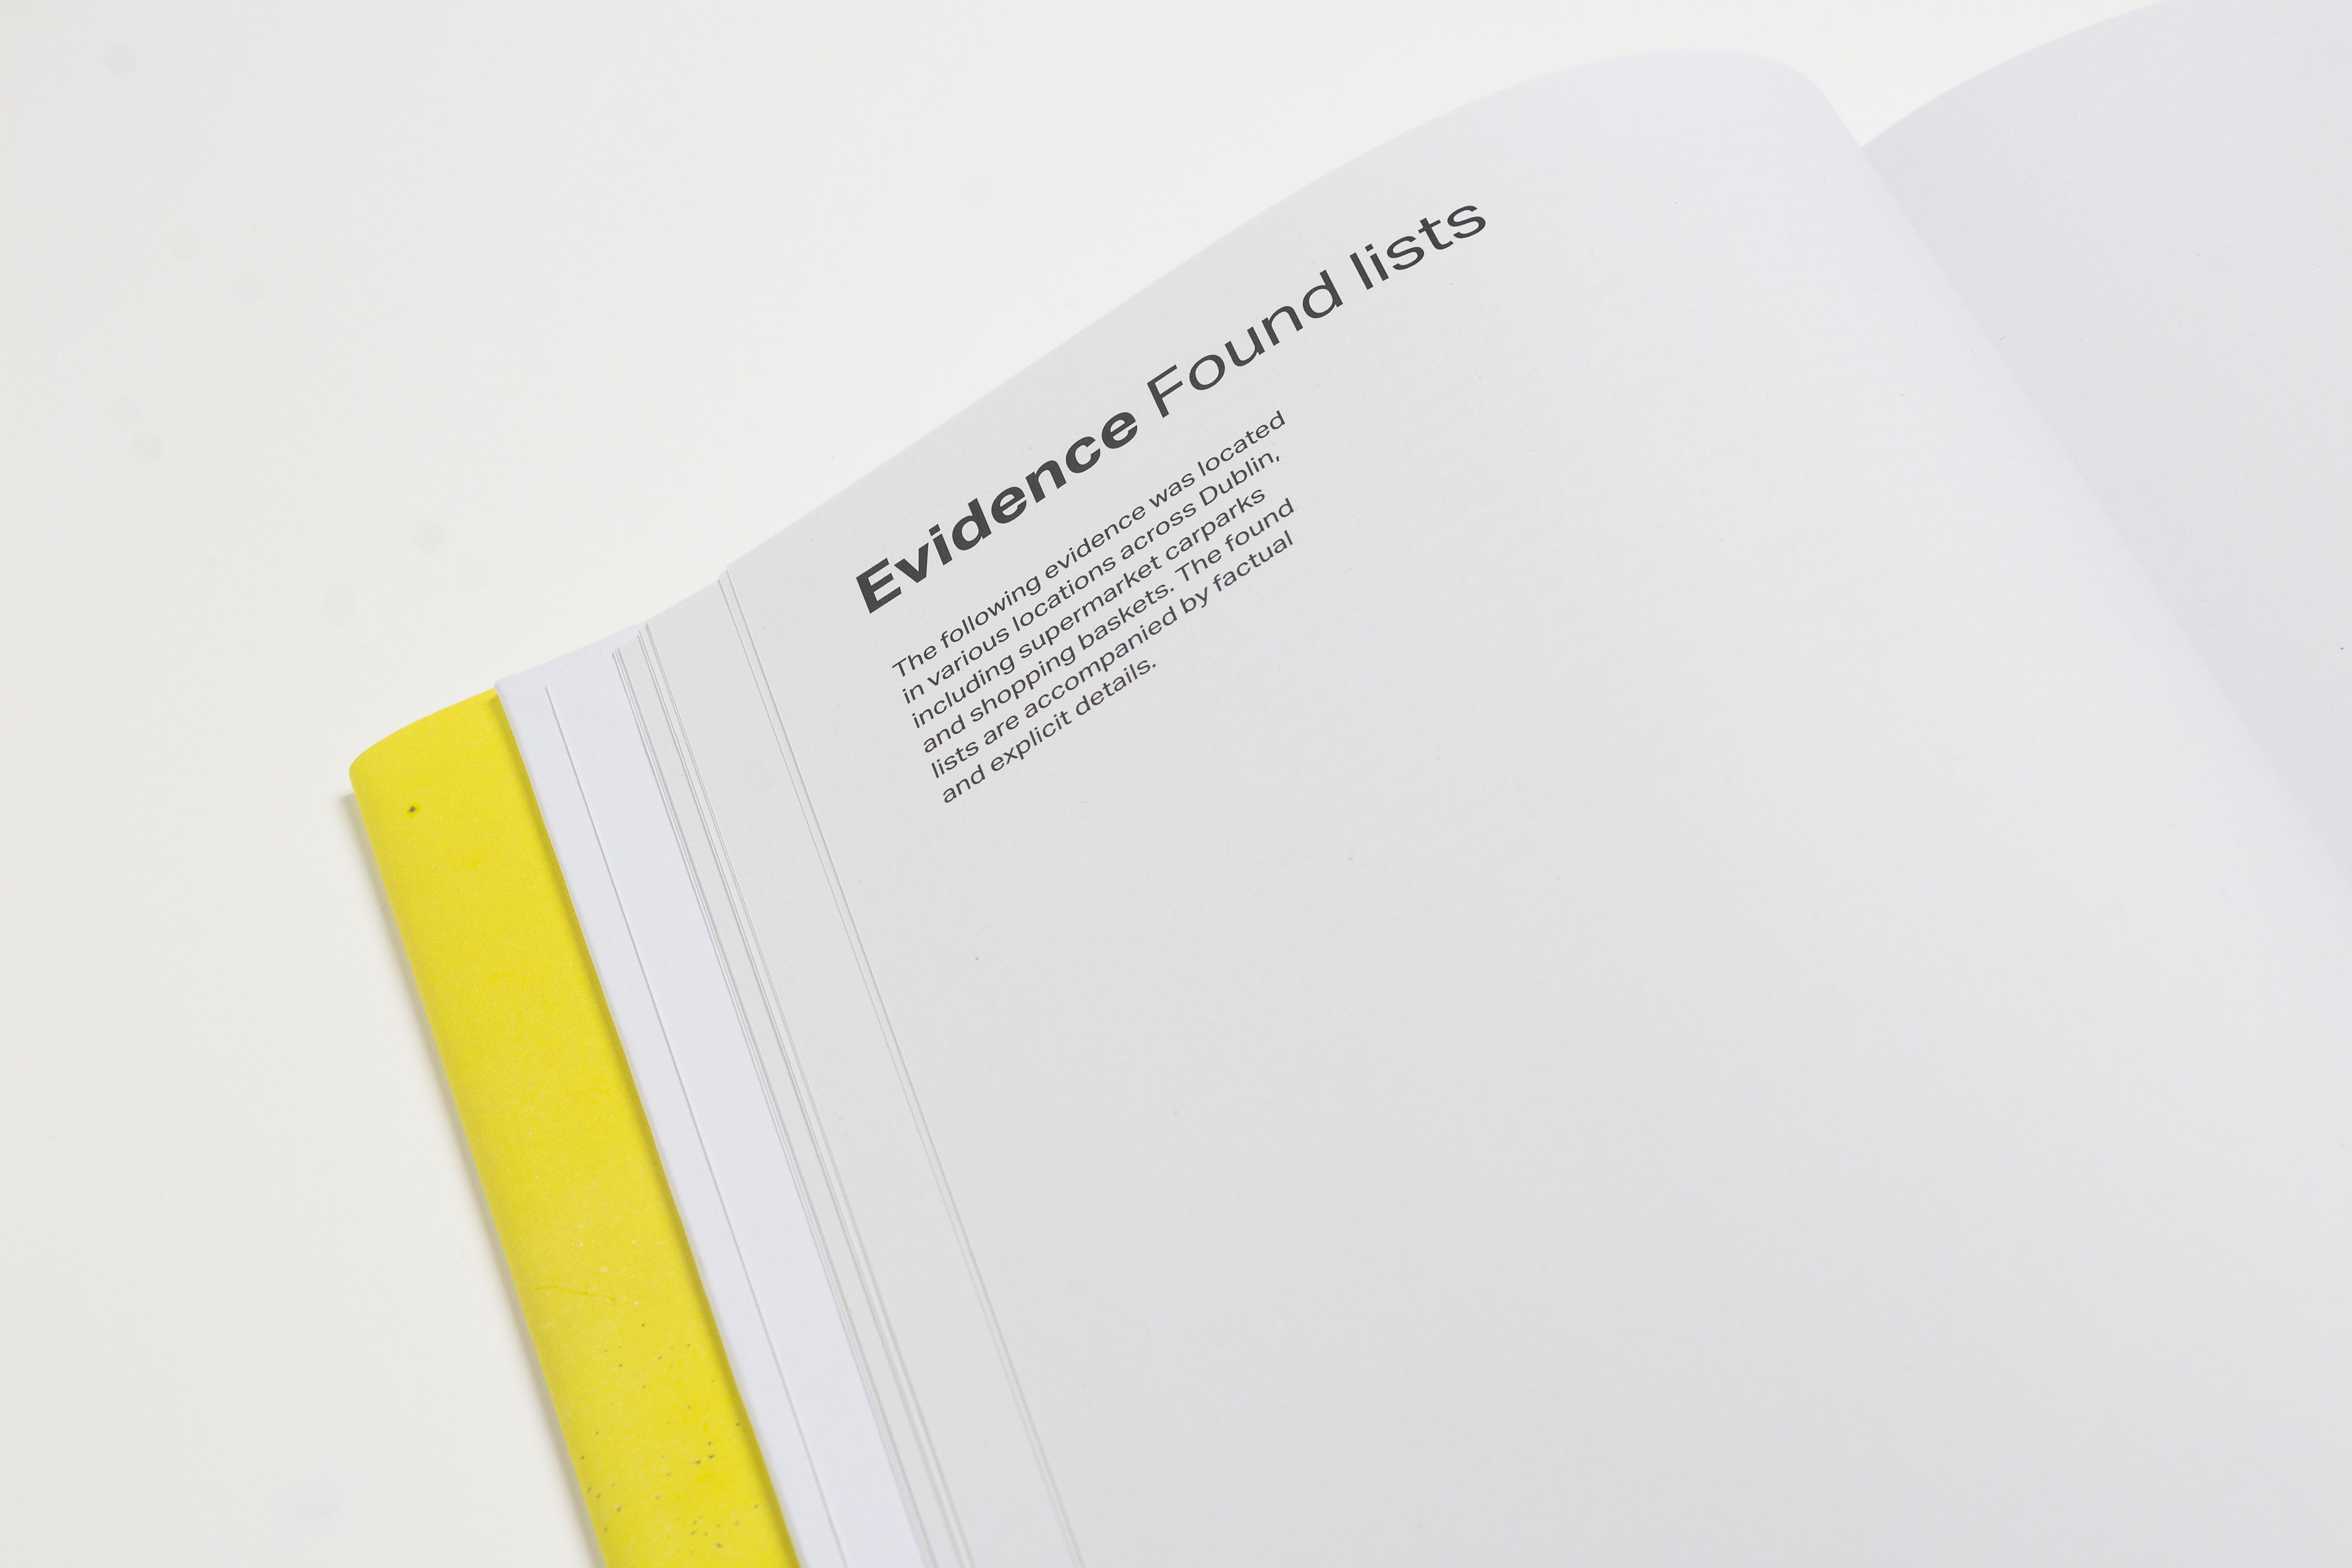 Evidence Found lists
The following evidence was located
in various locations across Dublin,
including supermarket carparks
and shopping baskets. The found
lists are accompanied by factual
and explicit details.